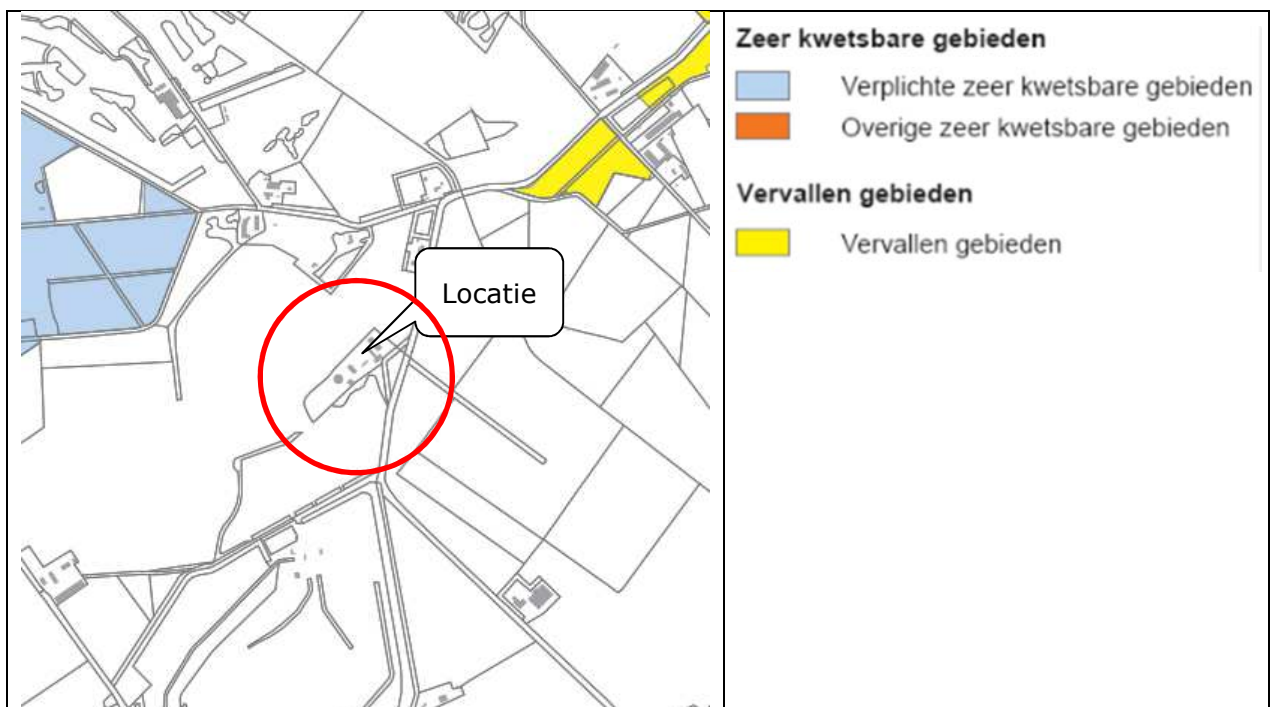 Locatie
Zeer kwetsbare gebieden
Verplichte zeer kwetsbare gebieden
Overige zeer kwetsbare gebieden
Vervallen gebieden
Vervallen gebieden